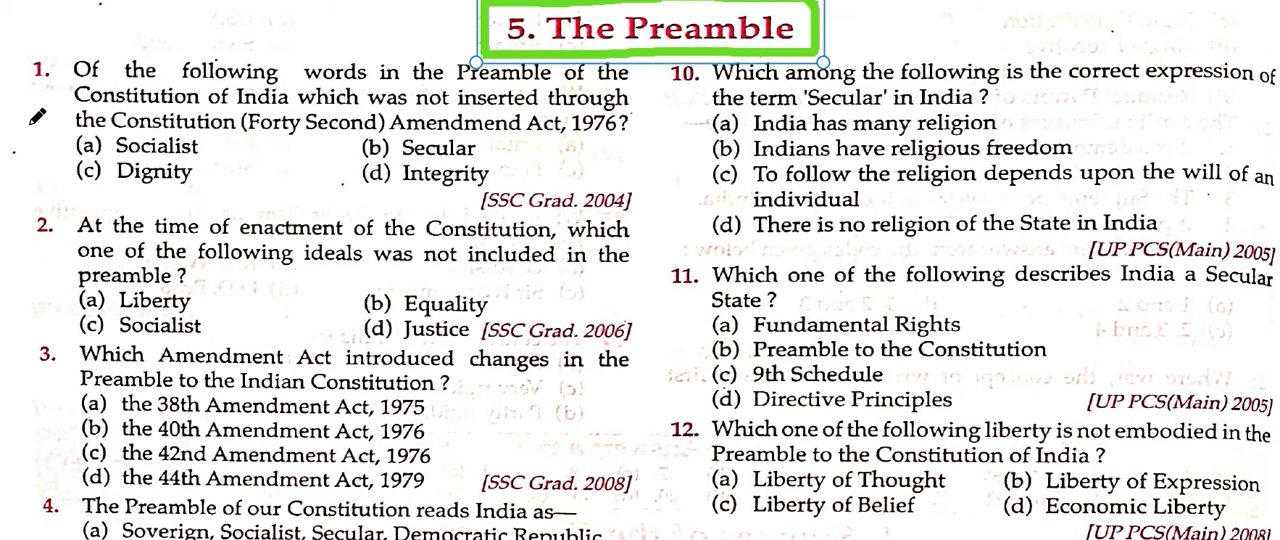 5. The Preamble
1. Of the following words in the Preamble of the
Constitution of India which was not inserted through
the Constitution (Forty Second) Amendmend Act, 1976?
(a) Socialist (b) Secular
(c) Dignity (d) Integrity
[SSC Grad. 2004]
2. At the time of enactment of the Constitution, which
one of the following ideals was not included in the
preamble ?
(a) Liberty (b) Equality
(c) Socialist (d) Justice [SSC Grad. 2006]
3. Which Amendment Act introduced changes in the
Preamble to the Indian Constitution ?
(a) the 38th Amendment Act, 1975
(b) the 40th Amendment Act, 1976
(c) the 42nd Amendment Act, 1976
(d) the 44th Amendment Act, 1979 [SSC Grad. 2008]
4. The Preamble of our Constitution reads India as—
(a) Soverign, Socialist, Secular, Democratic Republic
10. Which among the following is the correct expression of
the term 'Secular' in India ?
(a) India has many religion
(b) Indians have religious freedom
(c) To follow the religion depends upon the will of an
individual
(d) There is no religion of the State in India
[UP PCS(Main) 2005]
11. Which one of the following describes India a Secular
State ?
(a) Fundamental Rights
(b) Preamble to the Constitution
(c) 9th Schedule
(d) Directive Principles [UP PCS(Main) 2005]
12. Which one of the following liberty is not embodied in the
Preamble to the Constitution of India ?
(a) Liberty of Thought (b) Liberty of Expression
(c) Liberty of Belief (d) Economic Liberty
[UP PCS(Main) 2008]